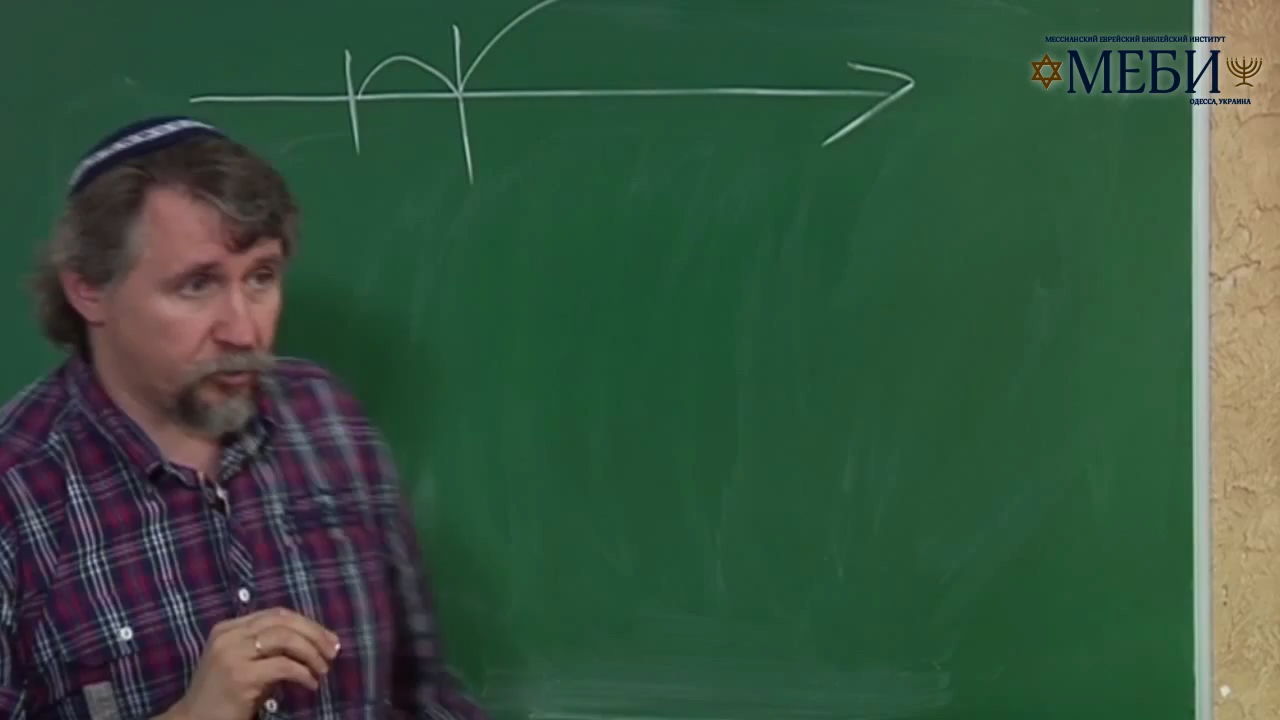 МЕССИАНСКИЙ ЕВРЕЙСКИЙ БИБЛЕЙСКИЙ ИНСТИТУТ
МЕБИ
ОДЕССА, УКРАИНА